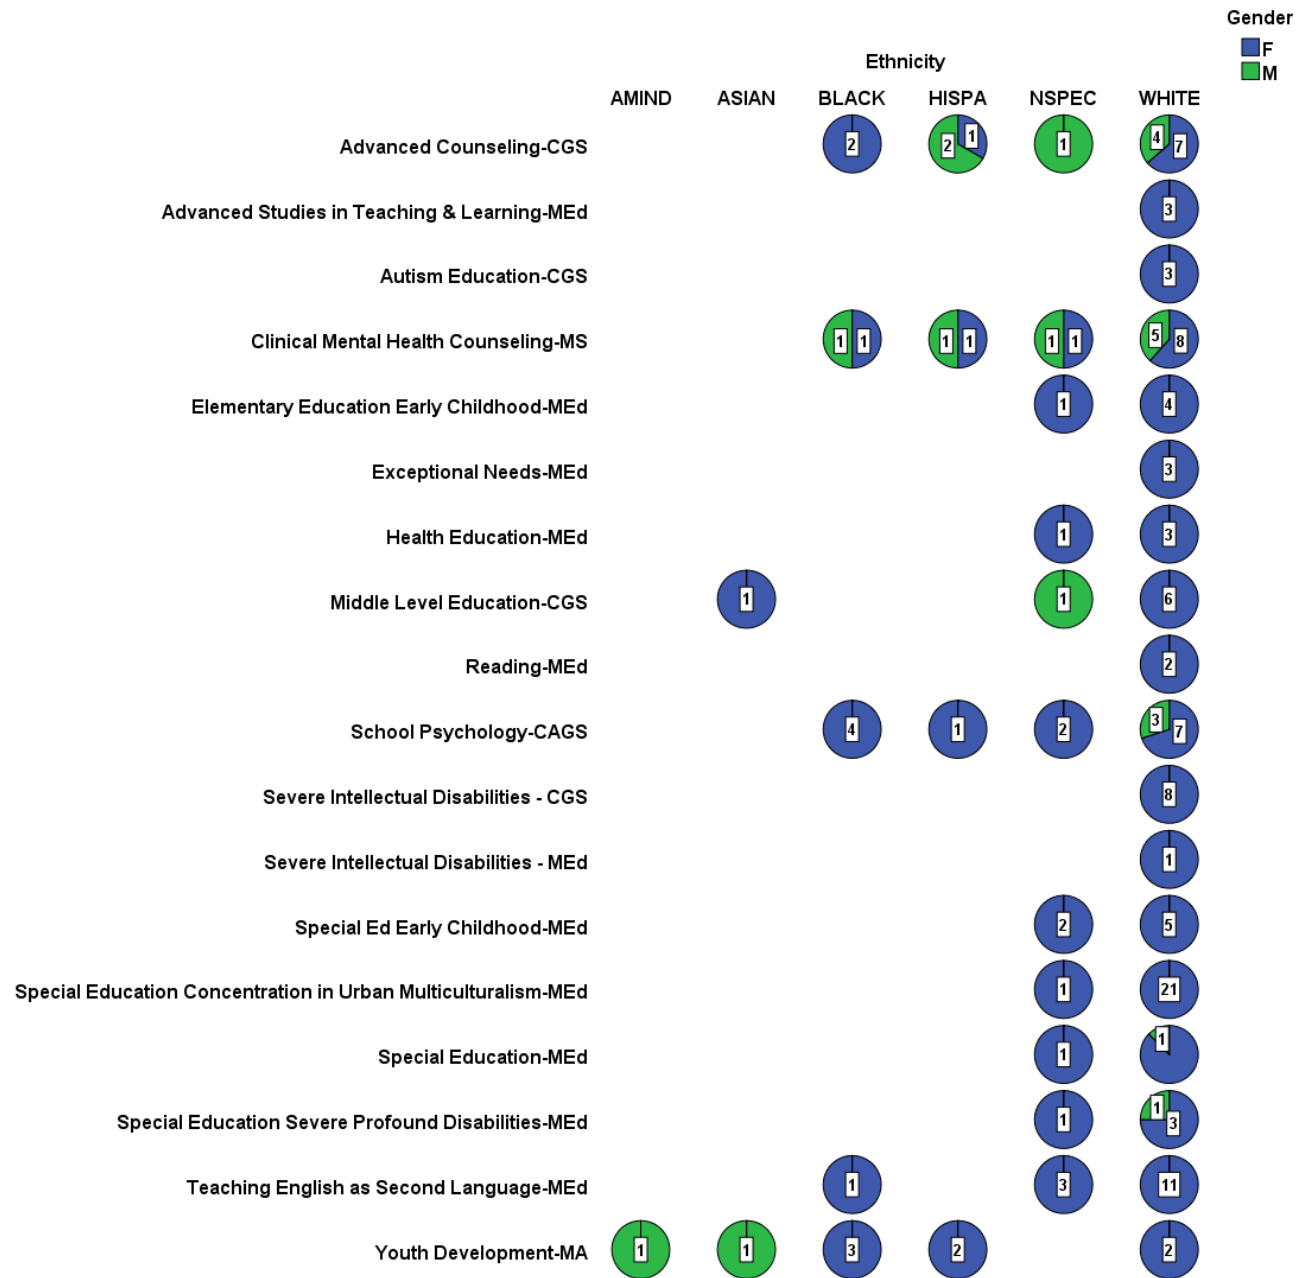 Gender
F
M
Ethnicity
AMIND ASIAN BLACK HISPA NSPEC WHITE
Advanced Counseling-CGS 2 2 1 1 4 7
Advanced Studies in Teaching & Learning-MEd 3
Autism Education-CGS 3
Clinical Mental Health Counseling-MS 1 1 1 1 1 1 5 8
Elementary Education Early Childhood-MEd 1 4
Exceptional Needs-MEd 3
Health Education-MEd 1 3
Middle Level Education-CGS 1 1 6
Reading-MEd 2
School Psychology-CAGS 4 1 2 3 7
Severe Intellectual Disabilities - CGS 8
Severe Intellectual Disabilities - MEd 1
Special Ed Early Childhood-MEd 2 5
Special Education Concentration in Urban Multiculturalism-MEd 1 21
Special Education-MEd 1 1
Special Education Severe Profound Disabilities-MEd 1 1 3
Teaching English as Second Language-MEd 1 3 11
Youth Development-MA 1 1 3 2 2